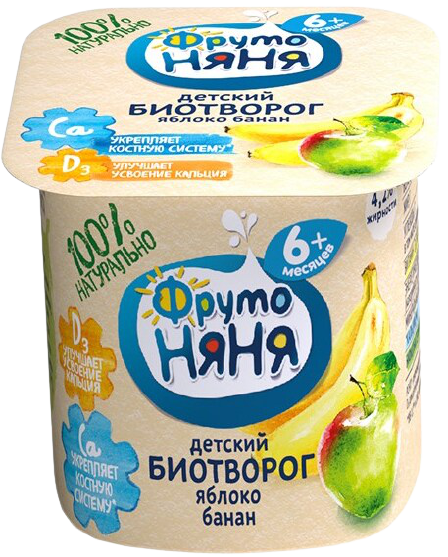 100%
НАТУРАЛЬНО
6+
месяцев
Фруто
НЯНЯ
детский
БИОТВОРОГ
яблоко банан
Ca
УКРЕПЛЯЕТ
КОСТНУЮ СИСТЕМУ*
D3
УЛУЧШАЕТ
УСВОЕНИЕ КАЛЬЦИЯ
4,2%
жирности
100%
НАТУРАЛЬНО
6+
месяцев
Фруто
НЯНЯ
D3
УЛУЧШАЕТ
УСВОЕНИЕ
КАЛЬЦИЯ
Ca
УКРЕПЛЯЕТ
КОСТНУЮ
СИСТЕМУ*
детский
БИОТВОРОГ
яблоко
банан